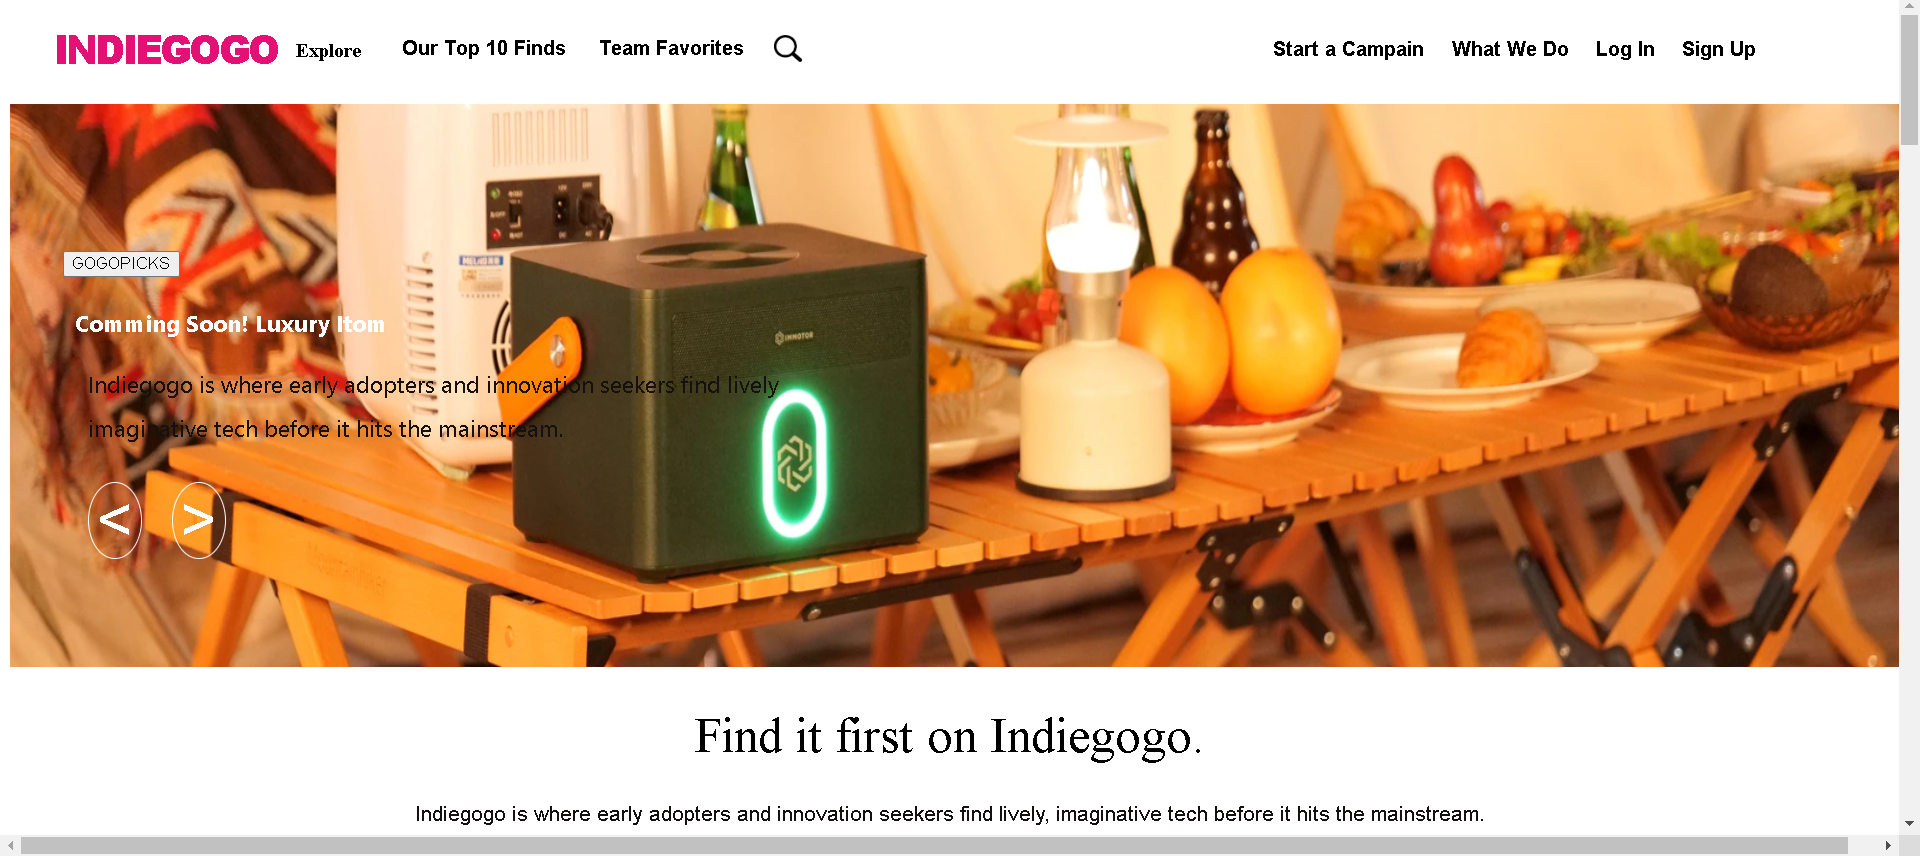 INDIEGOGO Explore Our Top 10 Finds Team Favorites Start a Campain What We Do Log In Sign Up
GOGOPICKS
Comming Soon! Luxury Itom
IMMOTOR
Indiegogo is where early adopters and innovation seekers find lively
imaginative tech before it hits the mainstream.
< >
Find it first on Indiegogo.
Indiegogo is where early adopters and innovation seekers find lively, imaginative tech before it hits the mainstream.